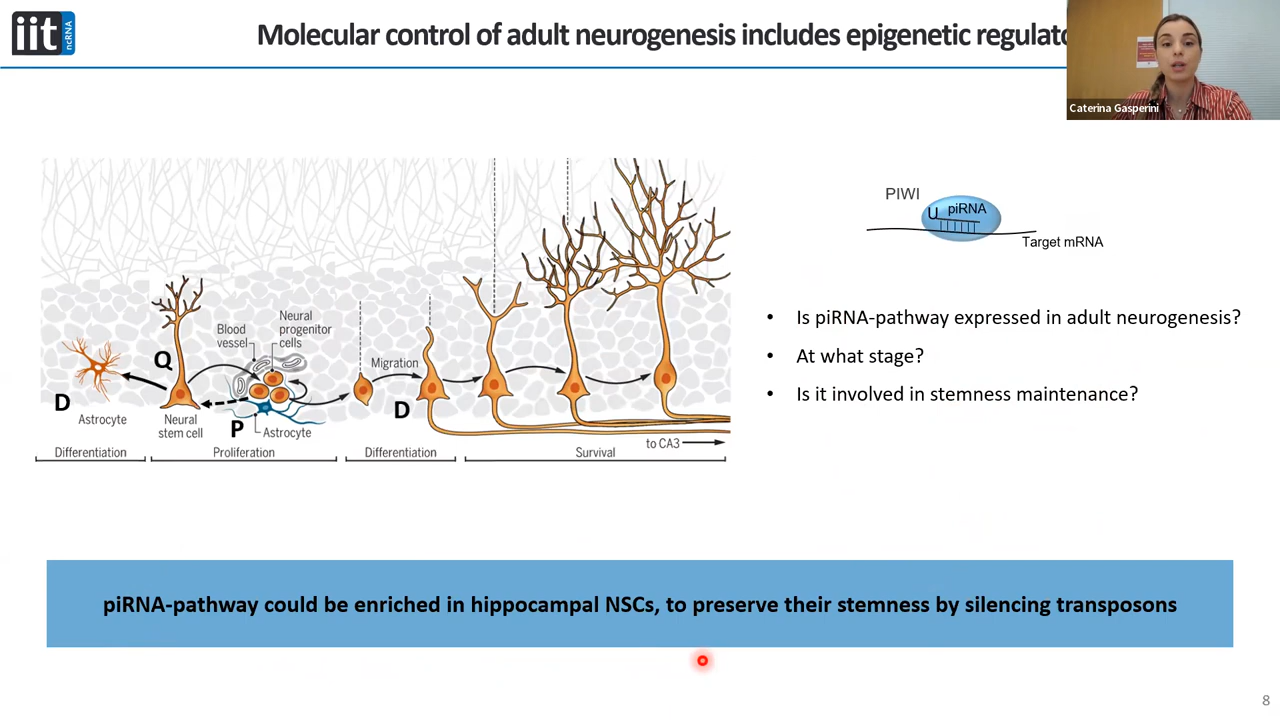 iit
ncRNA
Molecular control of adult neurogenesis includes epigenetic
Caterina Gasperini
PIWI
U piRNA
Target mRNA
Neural
progenitor
cells
Blood
vessel
Migration
Q
D
Astrocyte
Neural
stem cell
P
Astrocyte
D
to CA3
Differentiation
Proliferation
Differentiation
Survival
• Is piRNA-pathway expressed in adult neurogenesis?
• At what stage?
• Is it involved in stemness maintenance?
piRNA-pathway could be enriched in hippocampal NSCs, to preserve their stemness by silencing transposons
8